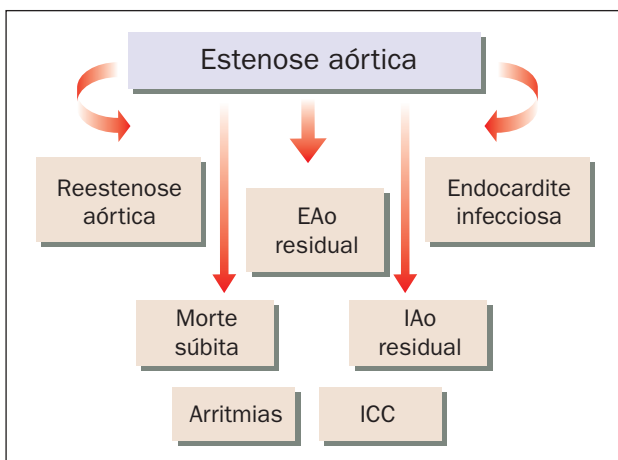 Estenose aórtica
Reestenose
aórtica
EAo
residual
Endocardite
infecciosa
Morte
súbita
IAo
residual
Arritmias
ICC